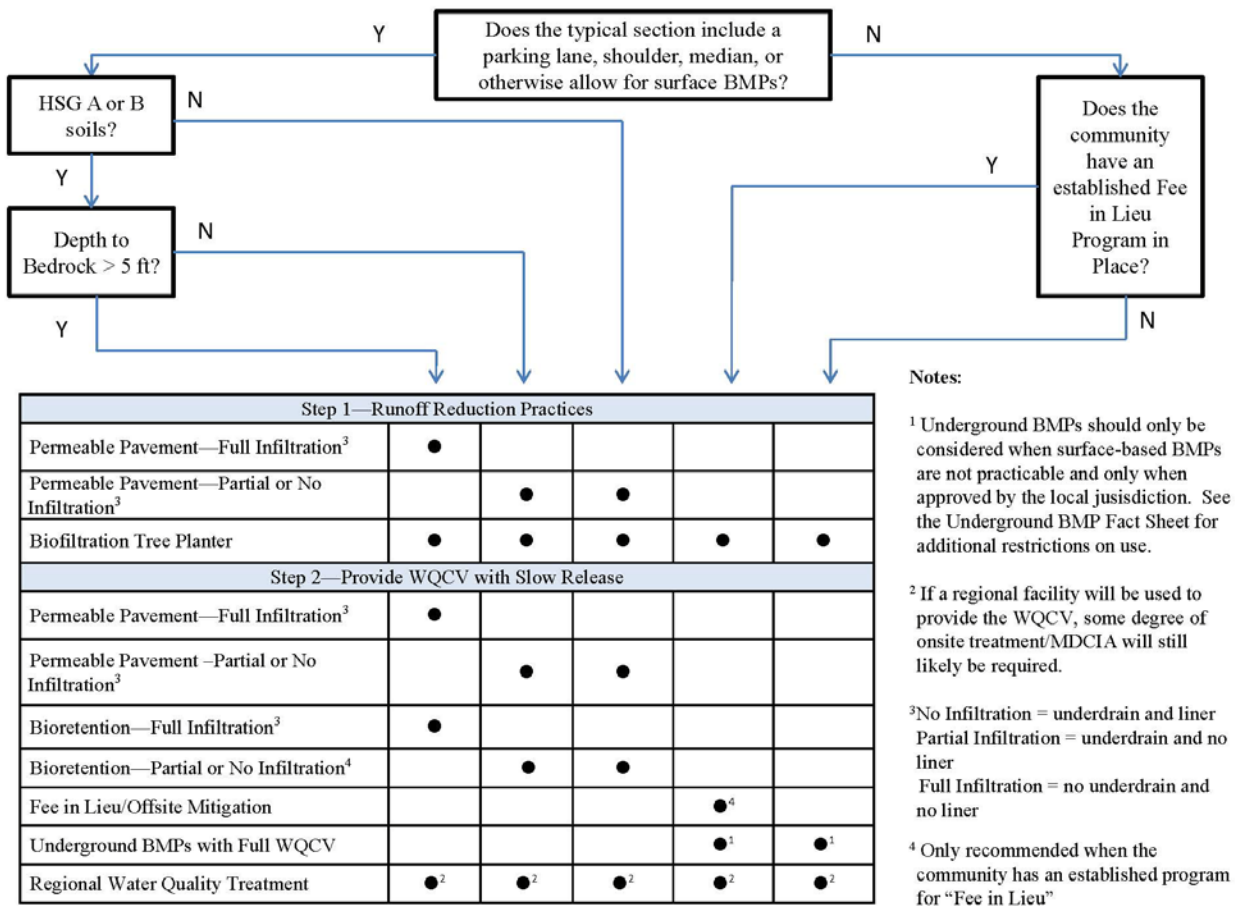 Y
Does the typical section include a
parking lane, shoulder, median, or
otherwise allow for surface BMPs?
N
HSG A or B
soils?
N
Y
Does the
community
have an
established Fee
in Lieu
Program in
Place?
Y
N
Depth to
Bedrock > 5 ft?
N
Y
Step 1—Runoff Reduction Practices
Permeable Pavement—Full Infiltration³
●
Permeable Pavement—Partial or No
Infiltration³
● ●
Biofiltration Tree Planter
● ● ● ● ●
Step 2—Provide WQCV with Slow Release
Permeable Pavement—Full Infiltration³
●
Permeable Pavement –Partial or No
Infiltration³
● ●
Bioretention—Full Infiltration³
●
Bioretention—Partial or No Infiltration⁴
● ●
Fee in Lieu/Offsite Mitigation
●⁴
Underground BMPs with Full WQCV
●¹ ●¹
Regional Water Quality Treatment
●² ●² ●² ●² ●²
Notes:
¹ Underground BMPs should only be
considered when surface-based BMPs
are not practicable and only when
approved by the local jusisdiction. See
the Underground BMP Fact Sheet for
additional restrictions on use.
² If a regional facility will be used to
provide the WQCV, some degree of
onsite treatment/MDCIA will still
likely be required.
³No Infiltration = underdrain and liner
Partial Infiltration = underdrain and no
liner
Full Infiltration = no underdrain and
no liner
⁴ Only recommended when the
community has an established program
for “Fee in Lieu”